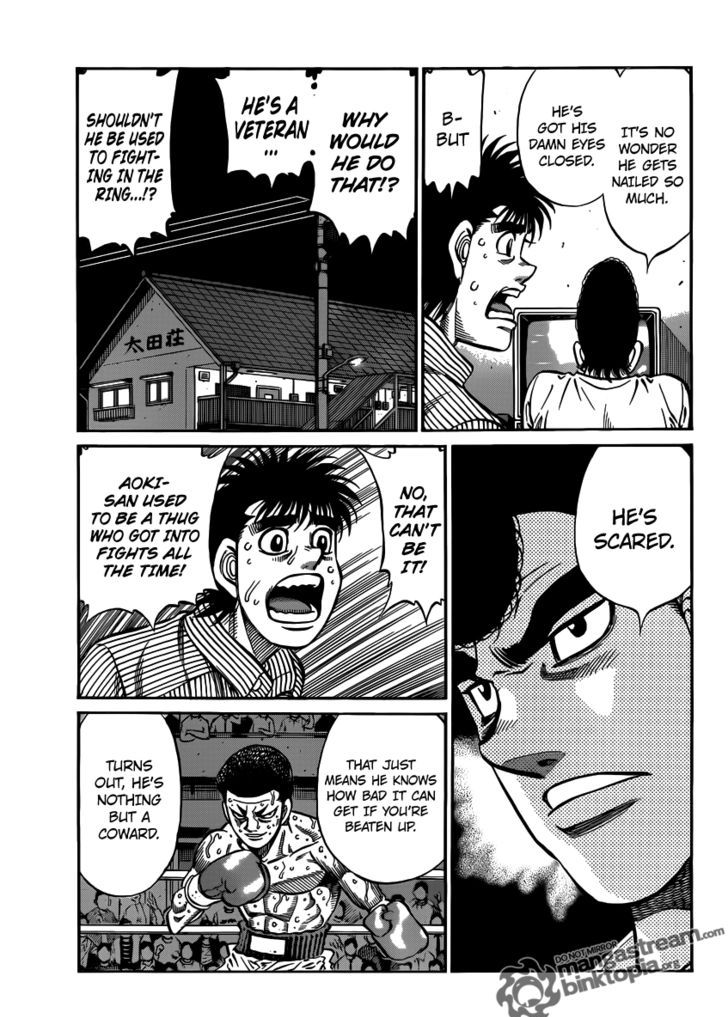 IT'S NO
WONDER
HE GETS
NAILED SO
MUCH.
HE'S
GOT HIS
DAMN EYES
CLOSED.
B-
BUT
WHY
WOULD
HE DO
THAT!?
HE'S A
VETERAN
...
SHOULDN'T
HE BE USED
TO FIGHT-
ING IN THE
RING...!?
太田荘
HE'S
SCARED.
NO,
THAT
CAN'T
BE
IT!
AOKI-
SAN USED
TO BE A THUG
WHO GOT INTO
FIGHTS ALL
THE TIME!
THAT JUST
MEANS HE KNOWS
HOW BAD IT CAN
GET IF YOU'RE
BEATEN UP.
TURNS
OUT, HE'S
NOTHING
BUT A
COWARD.
DO NOT MIRROR
mangastream.com
binktopia.org